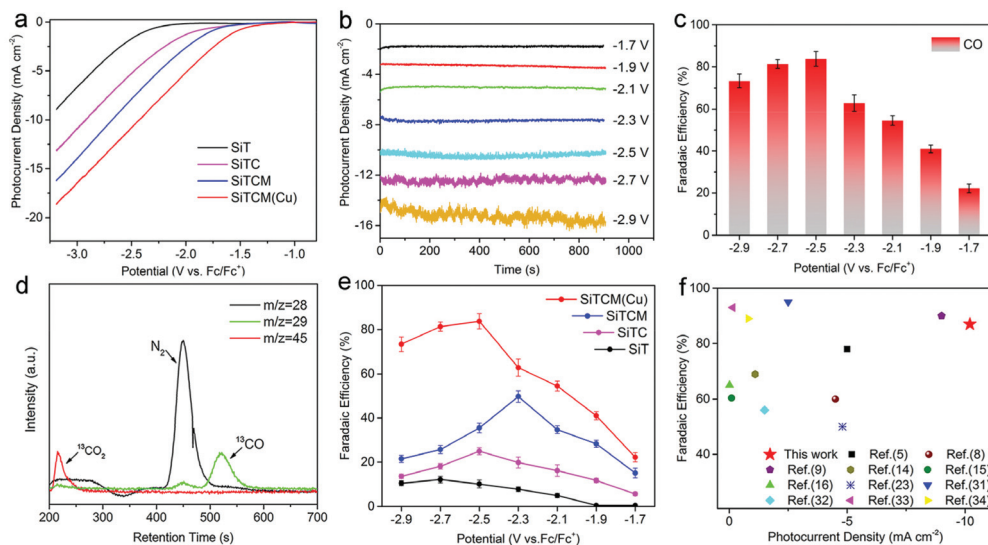 a
Photocurrent Density (mA cm⁻²)
0
-5
-10
-15
-20
SiT
SiTC
SiTCM
SiTCM(Cu)
-3.0 -2.5 -2.0 -1.5 -1.0
Potential (V vs. Fc/Fc⁺)
b
Photocurrent Density (mA cm⁻²)
0
-4
-8
-12
-16
-1.7 V
-1.9 V
-2.1 V
-2.3 V
-2.5 V
-2.7 V
-2.9 V
0 200 400 600 800 1000
Time (s)
c
Faradaic Efficiency (%)
100
80
60
40
20
0
CO
-2.9 -2.7 -2.5 -2.3 -2.1 -1.9 -1.7
Potential (V vs. Fc/Fc⁺)
d
Intensity (a.u.)
m/z=28
m/z=29
m/z=45
N₂
¹³CO₂
¹³CO
200 300 400 500 600 700
Retention Time (s)
e
Faradaic Efficiency (%)
100
80
60
40
20
0
SiTCM(Cu)
SiTCM
SiTC
SiT
-2.9 -2.7 -2.5 -2.3 -2.1 -1.9 -1.7
Potential (V vs.Fc/Fc⁺)
f
Faradaic Efficiency (%)
100
80
60
40
This work Ref.(5) Ref.(8)
Ref.(9) Ref.(14) Ref.(15)
Ref.(16) Ref.(23) Ref.(31)
Ref.(32) Ref.(33) Ref.(34)
0 -5 -10
Photocurrent Density (mA cm⁻²)